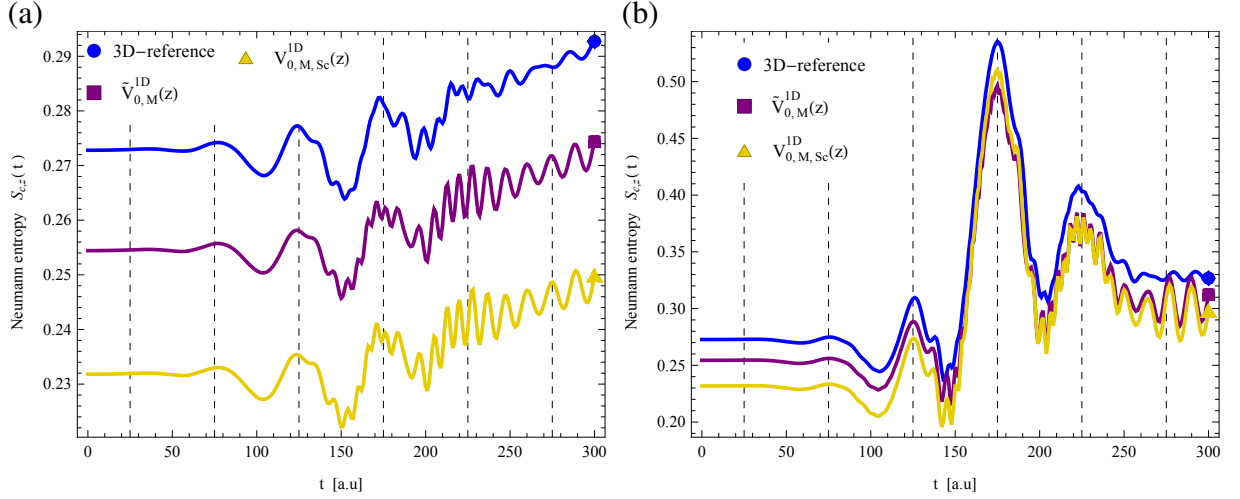 (a)
Neumann entropy S_{c,z}(t)
0.29
0.28
0.27
0.26
0.25
0.24
0.23
3D-reference
Ṽ^{1D}_{0,M}(z)
V^{1D}_{0,M,Sc}(z)
0 50 100 150 200 250 300
t [a.u]
(b)
Neumann entropy S_{c,z}(t)
0.50
0.45
0.40
0.35
0.30
0.25
0.20
3D-reference
Ṽ^{1D}_{0,M}(z)
V^{1D}_{0,M,Sc}(z)
0 50 100 150 200 250 300
t [a.u]